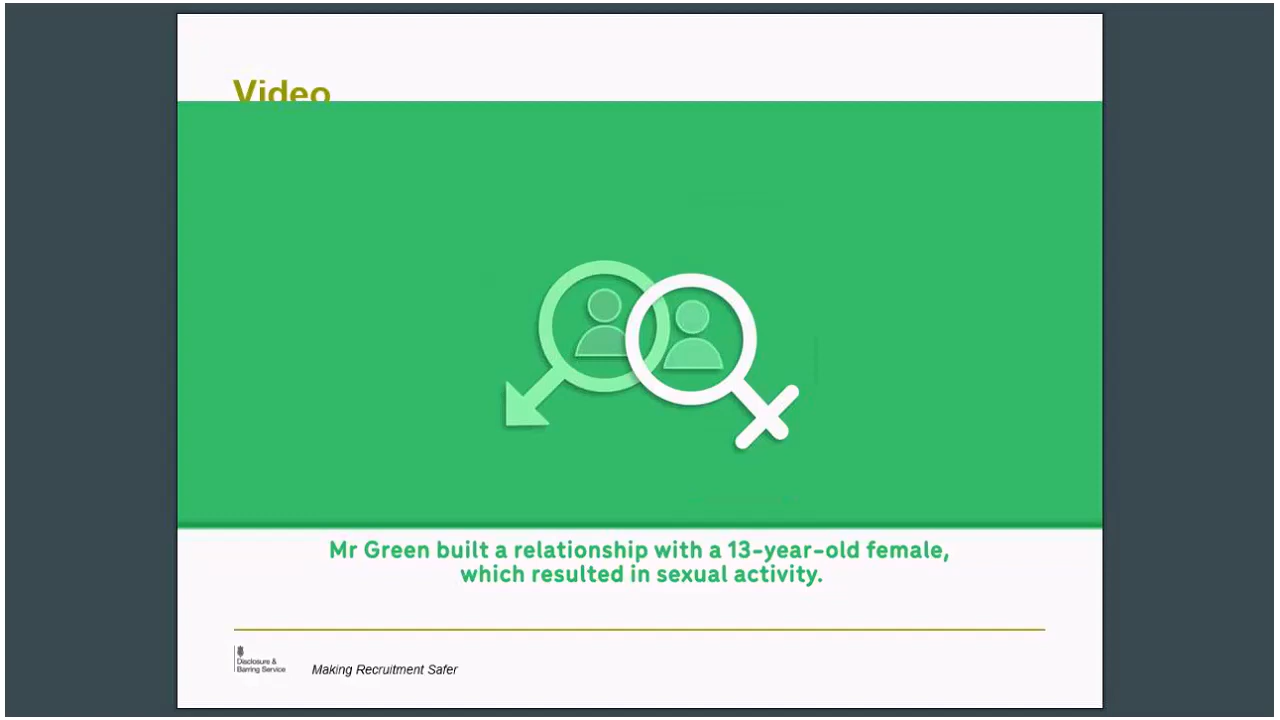 Video
Mr Green built a relationship with a 13-year-old female,
which resulted in sexual activity.
Disclosure &
Barring Service
Making Recruitment Safer